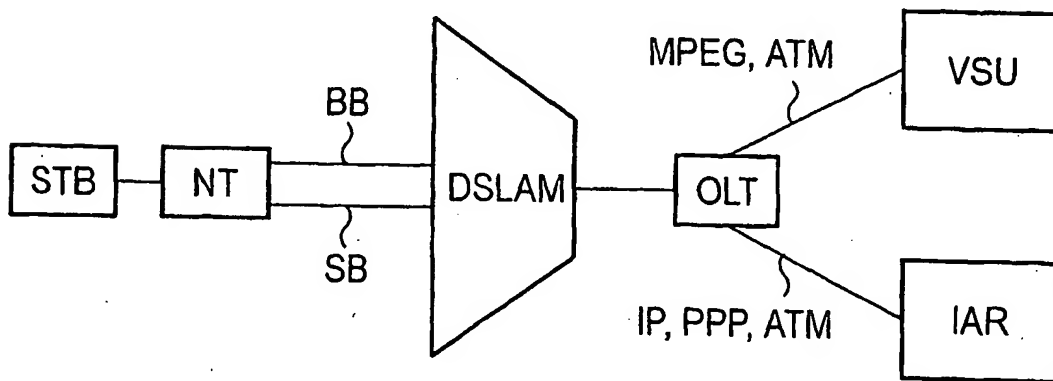 MPEG, ATM
VSU
BB
STB
NT
DSLAM
OLT
SB
IP, PPP, ATM
IAR